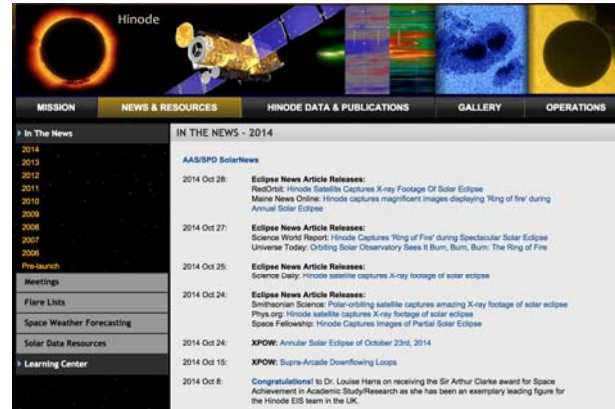 Hinode
MISSION
NEWS & RESOURCES
HINODE DATA & PUBLICATIONS
GALLERY
OPERATIONS
In The News
2014
2013
2012
2011
2010
2009
2008
2007
2006
Pre-launch
Meetings
Flare Lists
Space Weather Forecasting
Solar Data Resources
Learning Center
IN THE NEWS - 2014
AAS/SPD SolarNews
2014 Oct 28: Eclipse News Article Releases:
RedOrbit: Hinode Satellite Captures X-ray Footage Of Solar Eclipse
Maine News Online: Hinode captures magnificent images displaying 'Ring of fire' during
Annual Solar Eclipse
2014 Oct 27: Eclipse News Article Releases:
Science World Report: Hinode Captures 'Ring of Fire' during Spectacular Solar Eclipse
Universe Today: Orbiting Solar Observatory Sees It Burn, Burn, Burn: The Ring of Fire
2014 Oct 25: Eclipse News Article Releases:
Science Daily: Hinode satellite captures X-ray footage of solar eclipse
2014 Oct 24: Eclipse News Article Releases:
Smithsonian Science: Polar-orbiting satellite captures amazing X-ray footage of solar eclipse
Phys.org: Hinode satellite captures X-ray footage of solar eclipse
Space Fellowship: Hinode Captures Images of Partial Solar Eclipse
2014 Oct 24: XPOW: Annular Solar Eclipse of October 23rd, 2014
2014 Oct 15: XPOW: Supra-Arcade Downflowing Loops
2014 Oct 8: Congratulations! to Dr. Louise Harra on receiving the Sir Arthur Clarke award for Space
Achievement in Academic Study/Research as she has been an exemplary leading figure for
the Hinode EIS team in the UK.